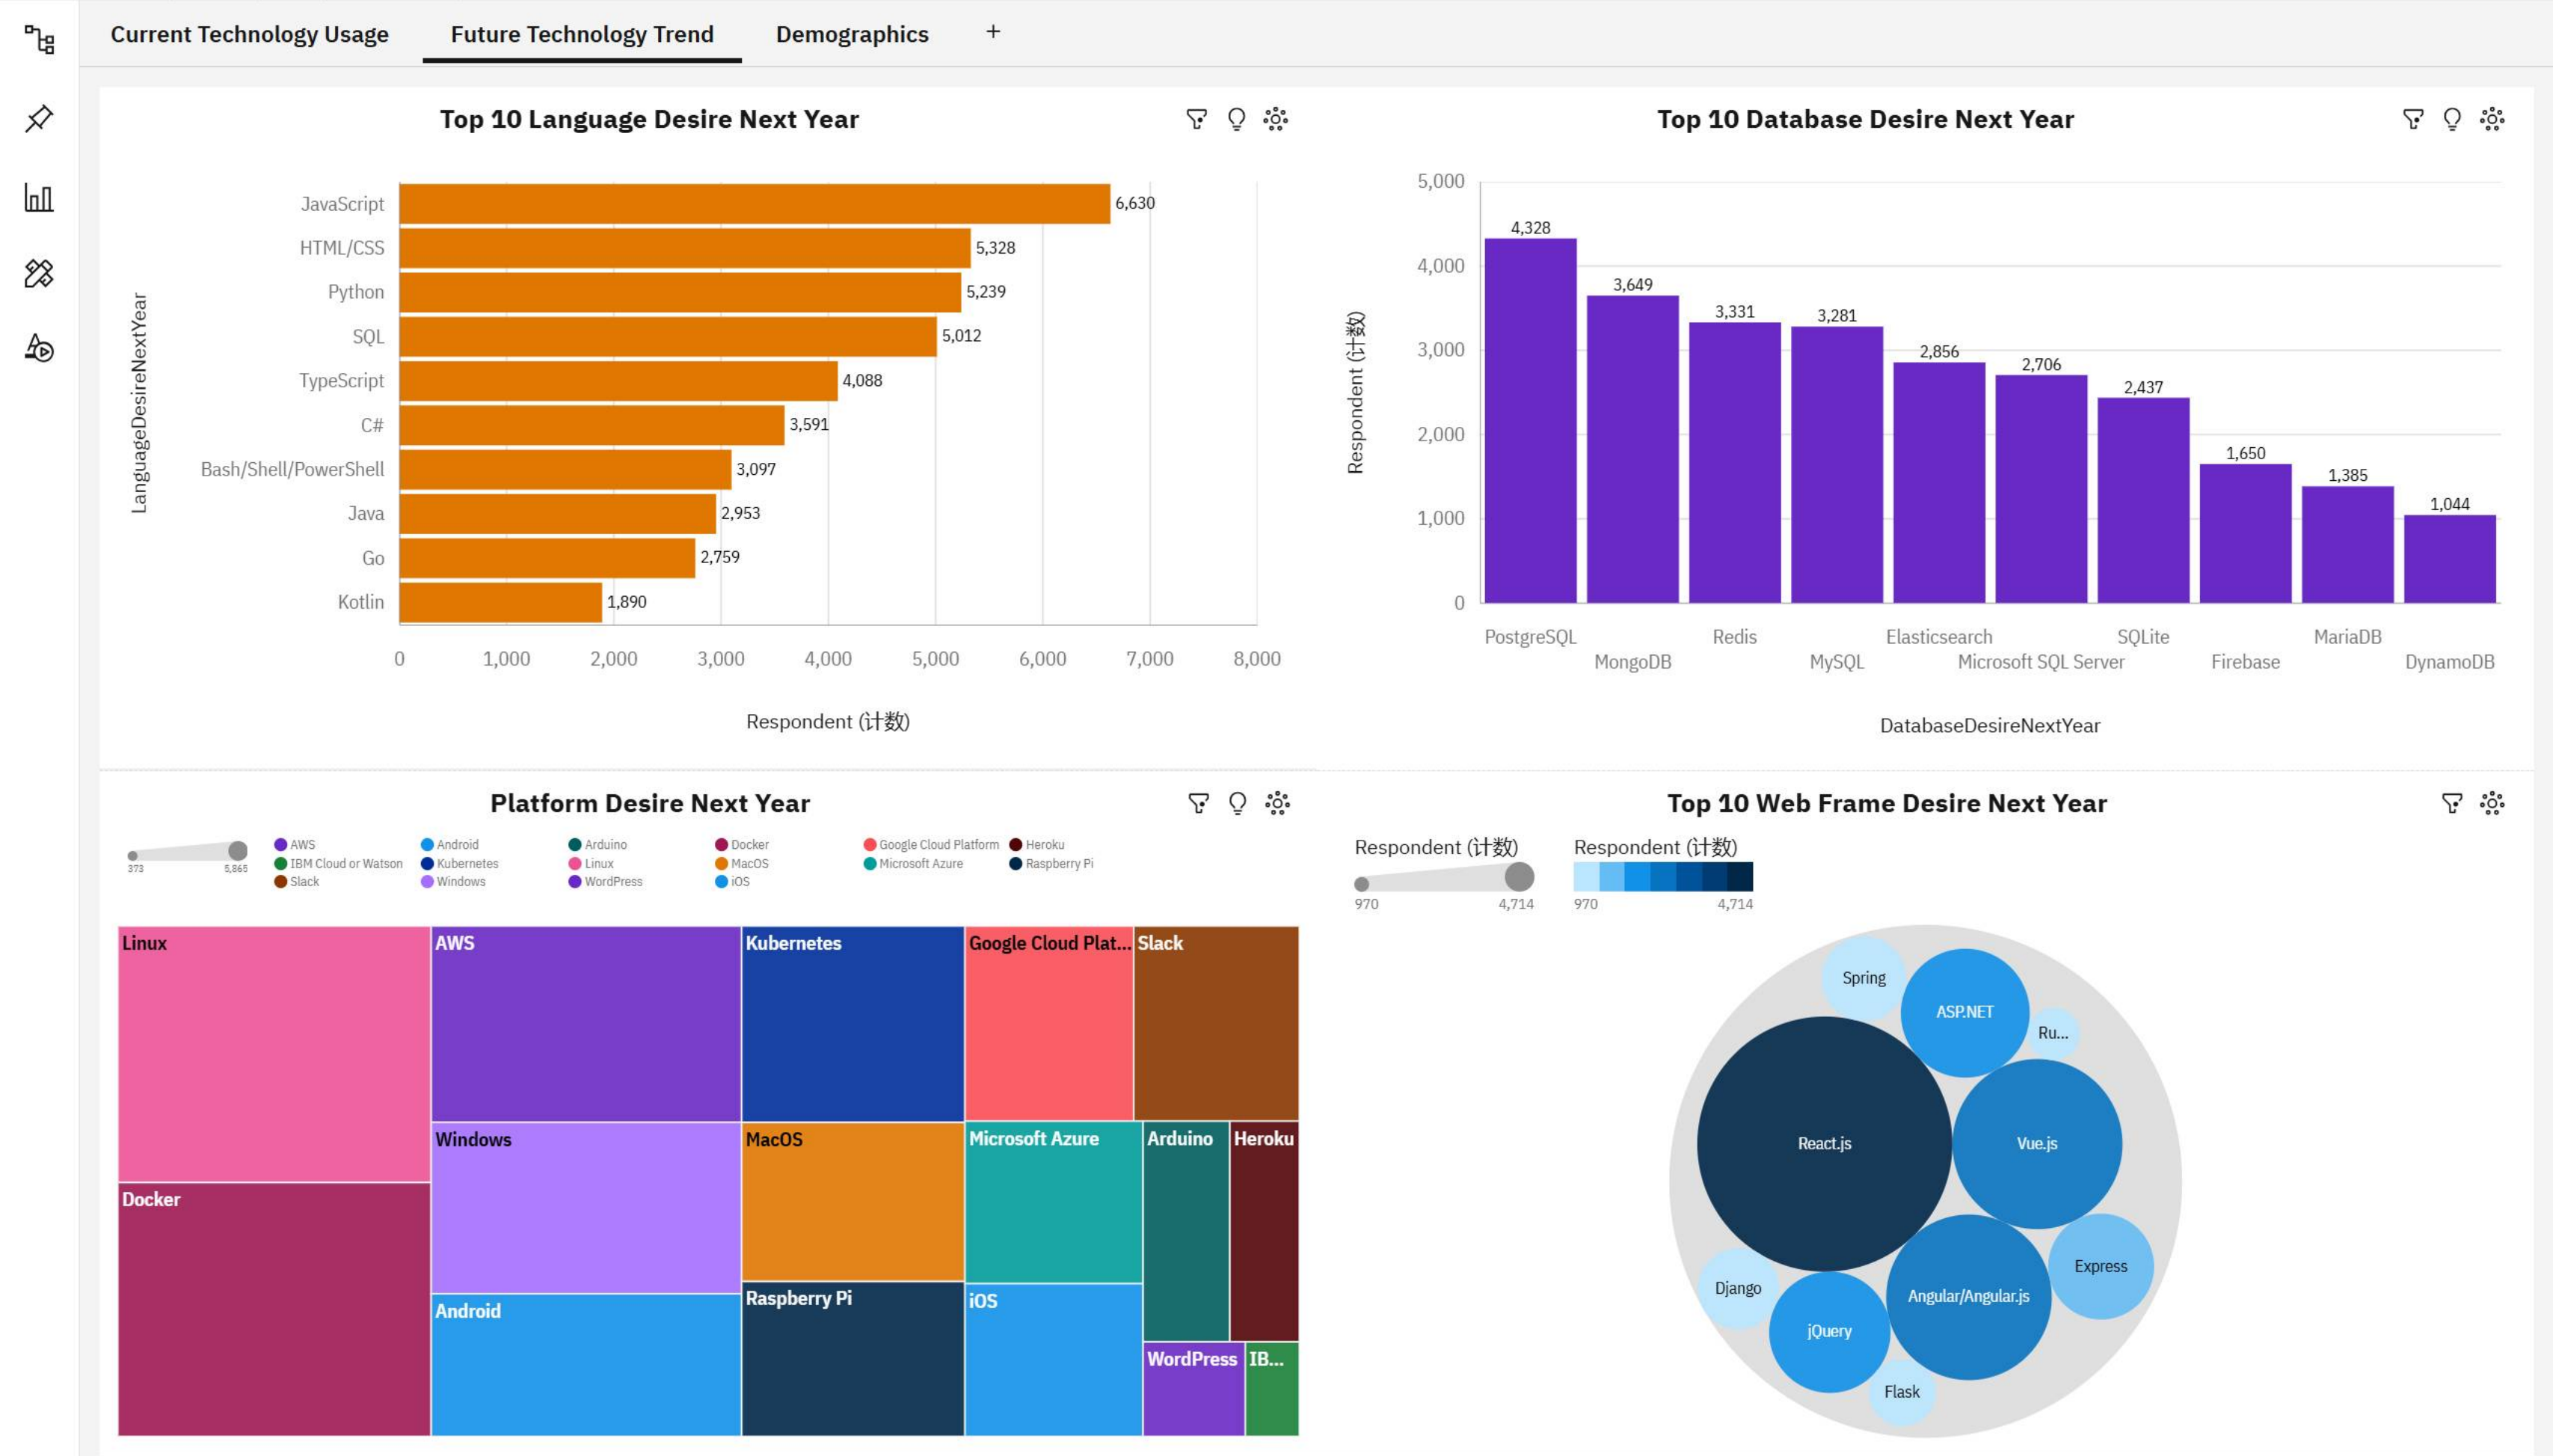 Current Technology Usage
Future Technology Trend
Demographics
+
Top 10 Language Desire Next Year
LanguageDesireNextYear
JavaScript
6,630
HTML/CSS
5,328
Python
5,239
SQL
5,012
TypeScript
4,088
C#
3,591
Bash/Shell/PowerShell
3,097
Java
2,953
Go
2,759
Kotlin
1,890
0
1,000
2,000
3,000
4,000
5,000
6,000
7,000
8,000
Respondent (计数)
Top 10 Database Desire Next Year
Respondent (计数)
5,000
4,000
3,000
2,000
1,000
0
4,328
3,649
3,331
3,281
2,856
2,706
2,437
1,650
1,385
1,044
PostgreSQL
MongoDB
Redis
MySQL
Elasticsearch
Microsoft SQL Server
SQLite
Firebase
MariaDB
DynamoDB
DatabaseDesireNextYear
Platform Desire Next Year
373
5,865
AWS
Android
Arduino
Docker
Google Cloud Platform
Heroku
IBM Cloud or Watson
Kubernetes
Linux
MacOS
Microsoft Azure
Raspberry Pi
Slack
Windows
WordPress
iOS
Linux
AWS
Kubernetes
Google Cloud Plat...
Slack
Windows
MacOS
Microsoft Azure
Arduino
Heroku
Docker
Android
Raspberry Pi
iOS
WordPress
IB...
Top 10 Web Frame Desire Next Year
Respondent (计数)
970
4,714
Respondent (计数)
970
4,714
Spring
ASP.NET
Ru...
React.js
Vue.js
Express
Django
Angular/Angular.js
jQuery
Flask